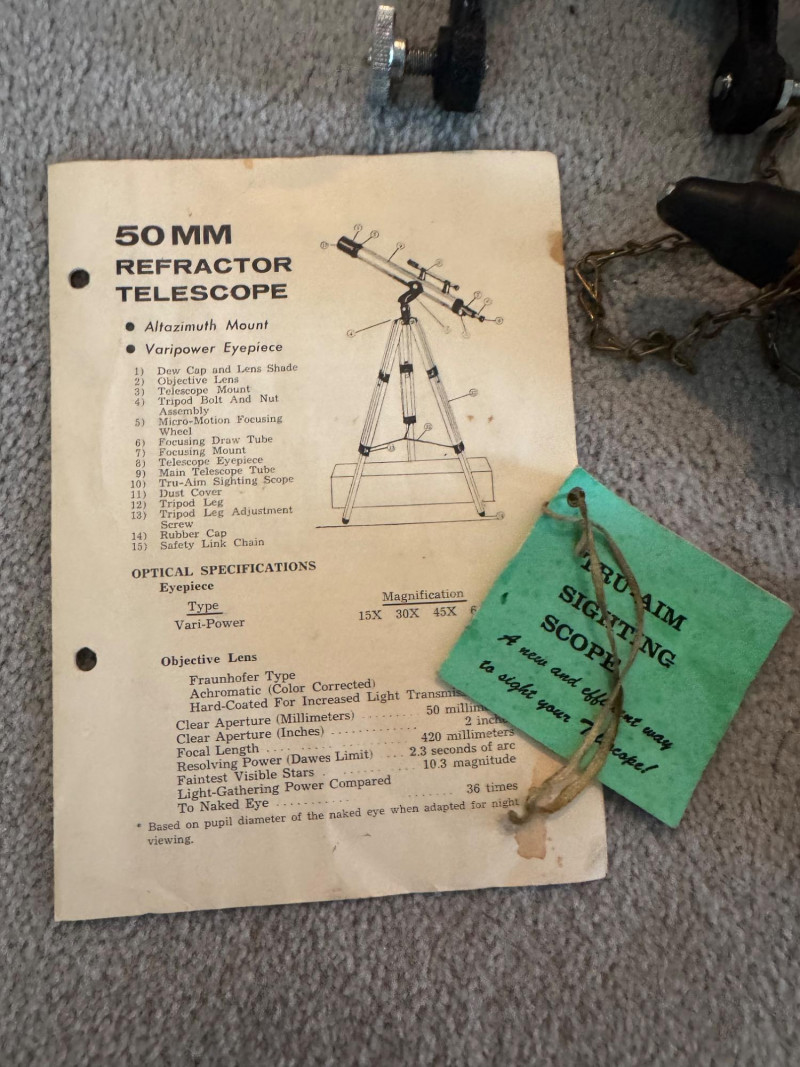 50 MM
REFRACTOR
TELESCOPE
● Altazimuth Mount
● Varipower Eyepiece
1) Dew Cap and Lens Shade
2) Objective Lens
3) Telescope Mount
4) Tripod Bolt And Nut
Assembly
5) Micro-Motion Focusing
Wheel
6) Focusing Draw Tube
7) Focusing Mount
8) Telescope Eyepiece
9) Main Telescope Tube
10) Tru-Aim Sighting Scope
11) Dust Cover
12) Tripod Leg
13) Tripod Leg Adjustment
Screw
14) Rubber Cap
15) Safety Link Chain
OPTICAL SPECIFICATIONS
Eyepiece
Type Magnification
Vari-Power 15X 30X 45X
Objective Lens
Fraunhofer Type
Achromatic (Color Corrected)
Hard-Coated For Increased Light
Clear Aperture (Millimeters) ........ 50
Clear Aperture (Inches) ............ 2
Focal Length .... 420 millimeters
Resolving Power (Dawes Limit) ... 2.3 seconds of arc
Faintest Visible Stars . 10.3 magnitude
Light-Gathering Power Compared
To Naked Eye .......... 36 times
* Based on pupil diameter of the naked eye when adapted for night
viewing.
TRU-AIM
SIGHTING
SCOPE
A new and efficient way
to sight your Telescope!